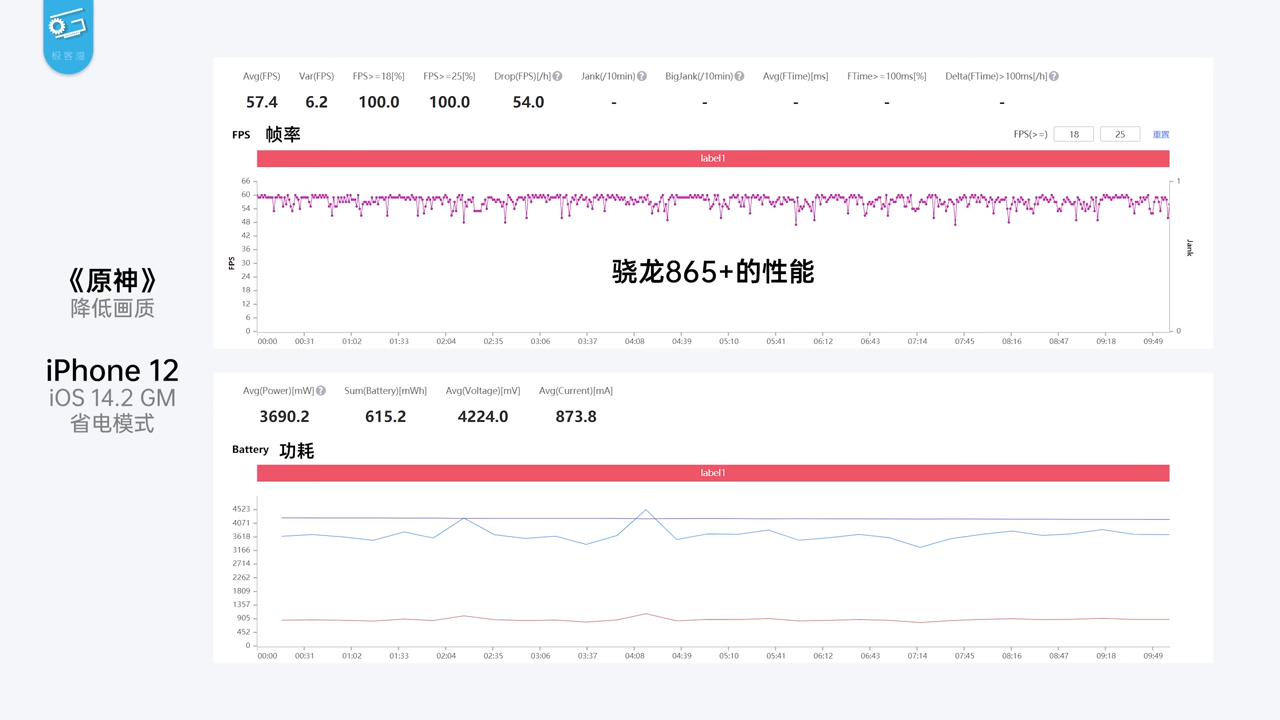 极客湾
Avg(FPS) Var(FPS) FPS>=18[%] FPS>=25[%] Drop(FPS)[/h] Jank(/10min) BigJank(/10min) Avg(FTime)[ms] FTime>=100ms[%] Delta(FTime)>100ms[/h]
57.4 6.2 100.0 100.0 54.0 - - - - -
FPS 帧率 FPS(>=) 18 25 重置
label1
66
60
54
48
42
36
30
24
18
12
6
0
FPS
1
0
Jank
骁龙865+的性能
00:00 00:31 01:02 01:33 02:04 02:35 03:06 03:37 04:08 04:39 05:10 05:41 06:12 06:43 07:14 07:45 08:16 08:47 09:18 09:49
《原神》
降低画质
iPhone 12
iOS 14.2 GM
省电模式
Avg(Power)[mW] Sum(Battery)[mWh] Avg(Voltage)[mV] Avg(Current)[mA]
3690.2 615.2 4224.0 873.8
Battery 功耗
label1
4523
4071
3618
3166
2714
2262
1809
1357
905
452
0
00:00 00:31 01:02 01:33 02:04 02:35 03:06 03:37 04:08 04:39 05:10 05:41 06:12 06:43 07:14 07:45 08:16 08:47 09:18 09:49